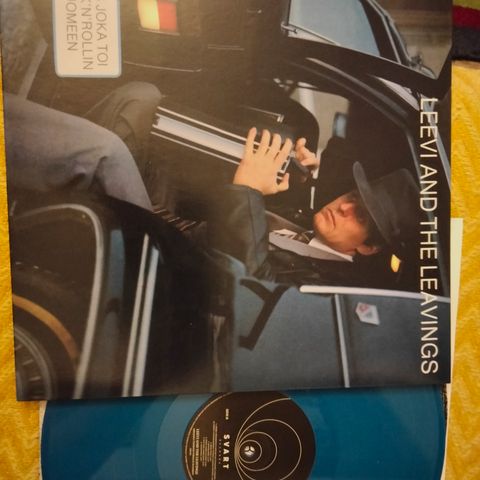 LEEVI AND THE LEAVINGS
JOKA TOI
'N'ROLLIN
OMEEN
SVART